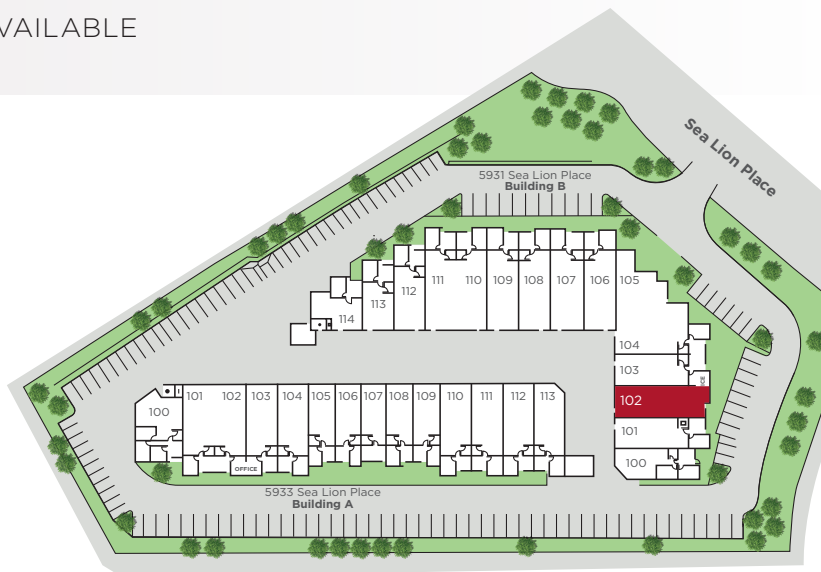 VAILABLE
Sea Lion Place
5931 Sea Lion Place
Building B
111 110 109 108 107 106 105
112
113
114
104
103
102
101
100
101 102 103 104 105 106 107 108 109 110 111 112 113
100
OFFICE
5933 Sea Lion Place
Building A